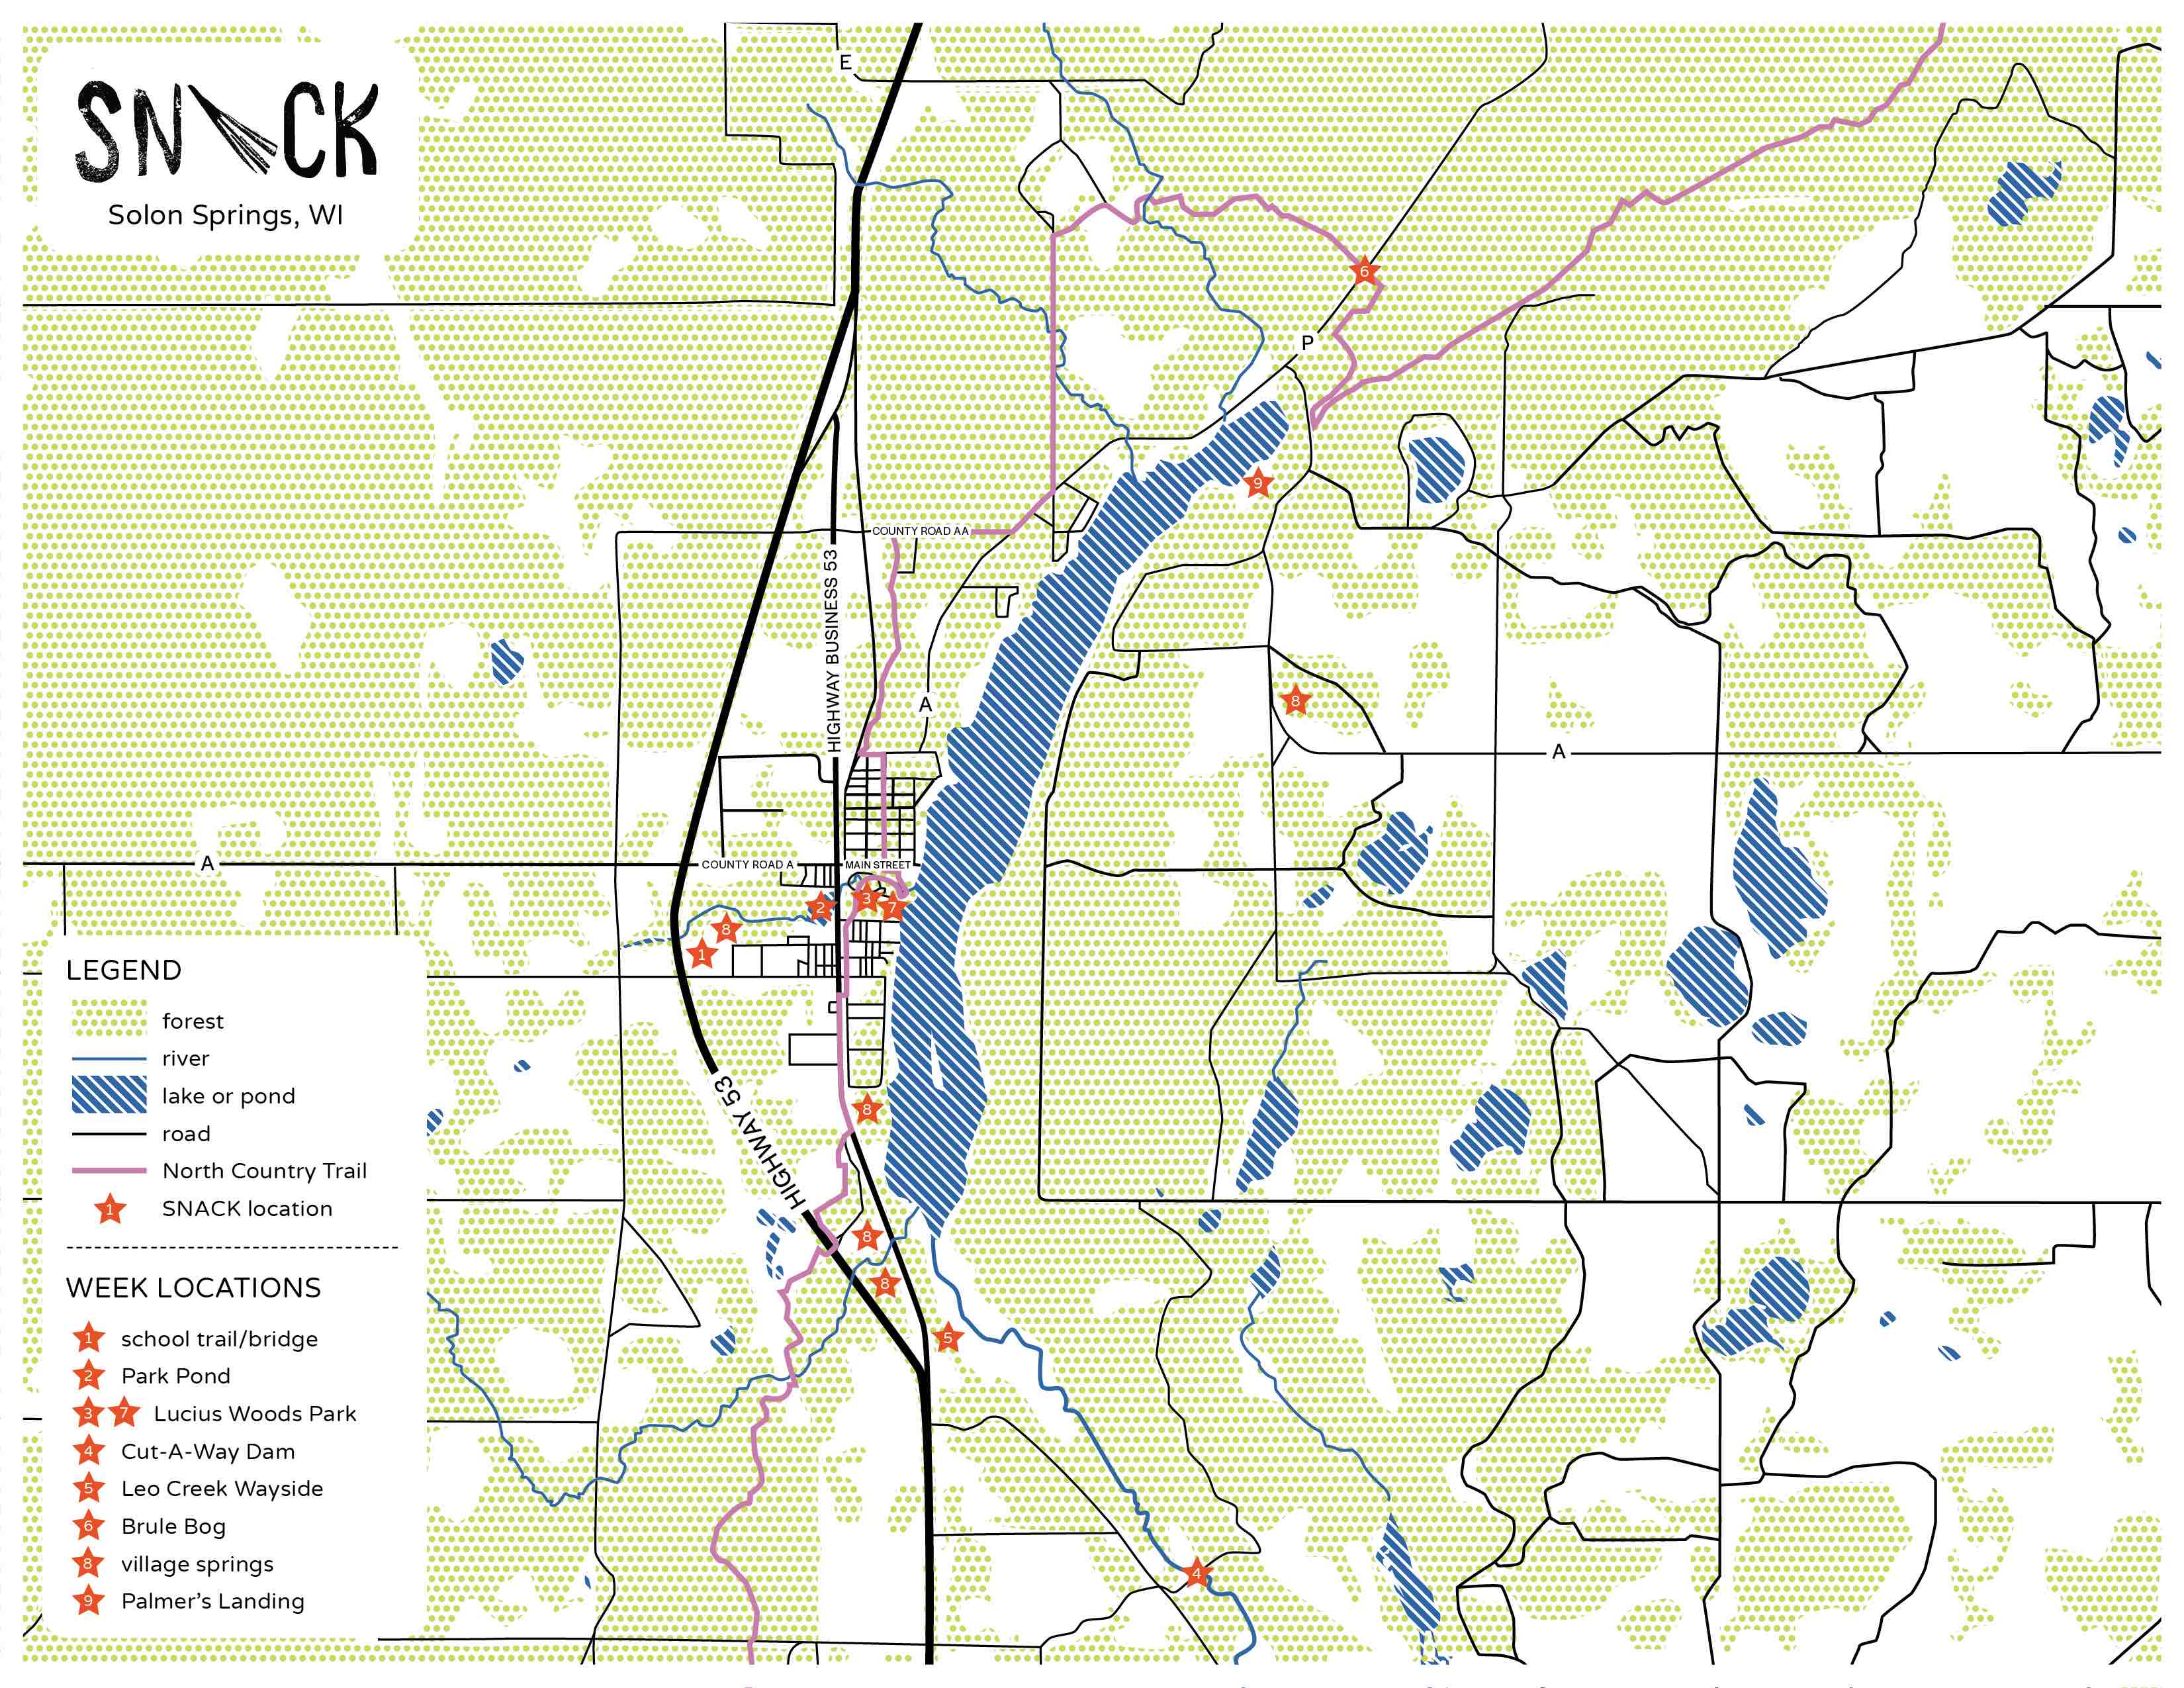 SNACK
Solon Springs, WI
E
6
P
9
COUNTY ROAD AA
HIGHWAY BUSINESS 53
A
8
A
A
COUNTY ROAD A
MAIN STREET
2
3
7
8
1
HIGHWAY 53
8
8
8
5
4
LEGEND
forest
river
lake or pond
road
North Country Trail
1 SNACK location
WEEK LOCATIONS
1 school trail/bridge
2 Park Pond
3 7 Lucius Woods Park
4 Cut-A-Way Dam
5 Leo Creek Wayside
6 Brule Bog
8 village springs
9 Palmer's Landing